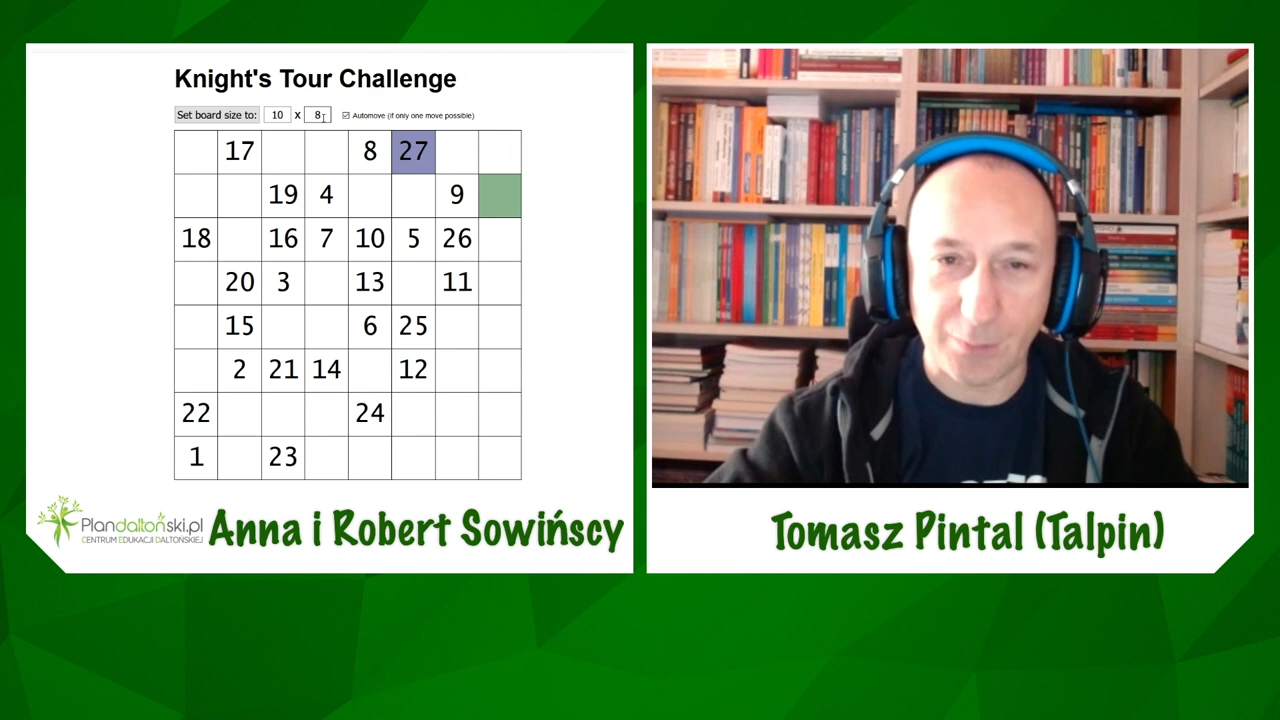 Knight's Tour Challenge
Set board size to: 10 x 8 Automove (if only one move possible)
17 8 27
19 4 9
18 16 7 10 5 26
20 3 13 11
15 6 25
2 21 14 12
22 24
1 23
Plandaltoński.pl
CENTRUM EDUKACJI DALTOŃSKIEJ
Anna i Robert Sowińscy
Tomasz Pintal (Talpin)